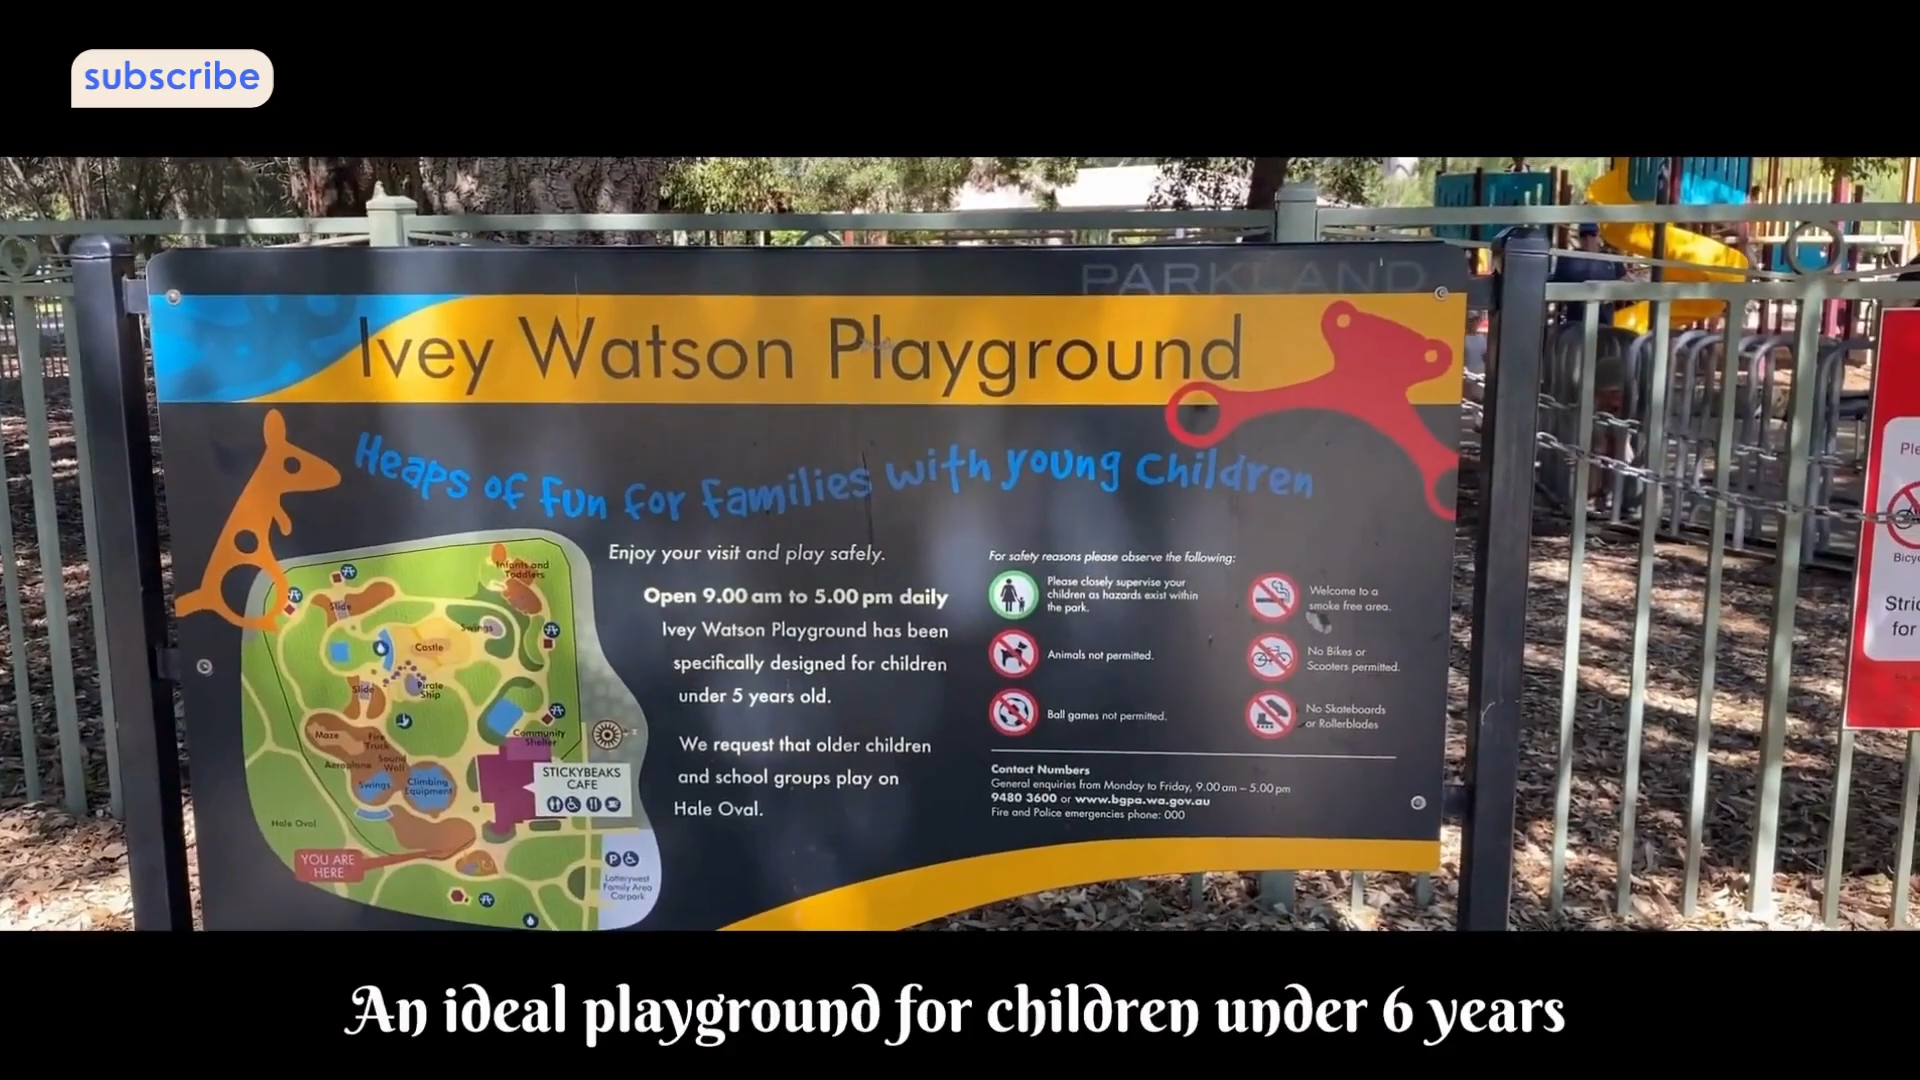 subscribe
PARKLAND
Ivey Watson Playground
Heaps of fun for families with young Children
Enjoy your visit and play safely.
Open 9.00 am to 5.00 pm daily
Ivey Watson Playground has been
specifically designed for children
under 5 years old.
We request that older children
and school groups play on
Hale Oval.
For safety reasons please observe the following:
Please closely supervise your
children as hazards exist within
the park.
Animals not permitted.
Ball games not permitted.
Welcome to a
smoke free area.
No Bikes or
Scooters permitted.
No Skateboards
or Rollerblades
Contact Numbers
General enquiries from Monday to Friday, 9.00 am – 5.00 pm
9480 3600 or www.bgpa.wa.gov.au
Fire and Police emergencies phone: 000
Infants and
Toddlers
Slide
Swings
Castle
Slide
Pirate
Ship
Maze
Fire
Truck
Aeroplane
Sound
Wall
Swings
Climbing
Equipment
Community
Shelter
STICKYBEAKS
CAFE
Hale Oval
YOU ARE
HERE
P
Lotterywest
Family Area
Carpark
Ple
Bicyc
Stric
for
An ideal playground for children under 6 years